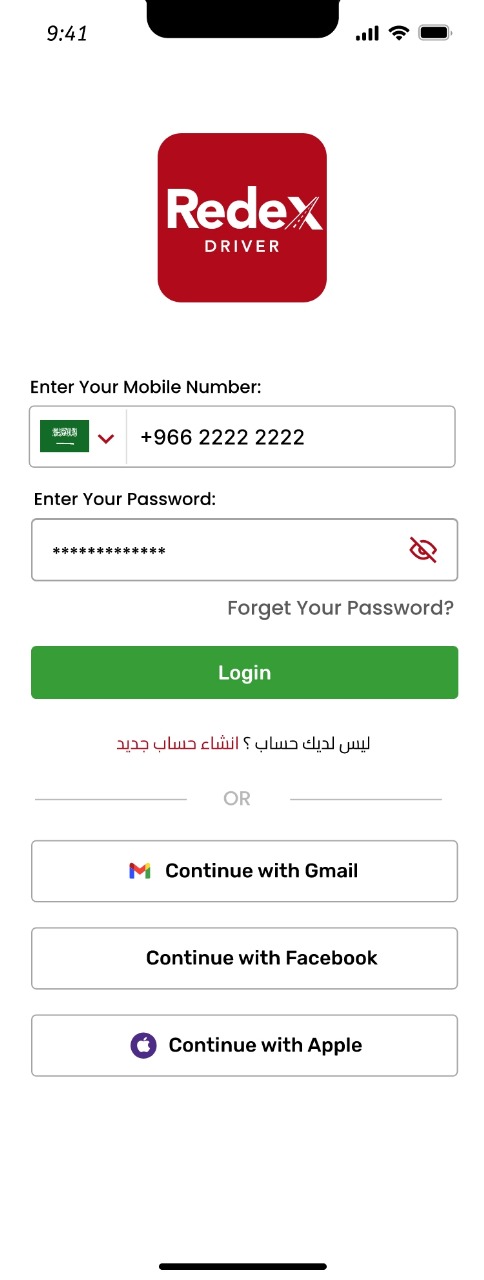 9:41
Redex
DRIVER
Enter Your Mobile Number:
+966 2222 2222
Enter Your Password:
*************
Forget Your Password?
Login
ليس لديك حساب ؟ انشاء حساب جديد
OR
Continue with Gmail
Continue with Facebook
Continue with Apple